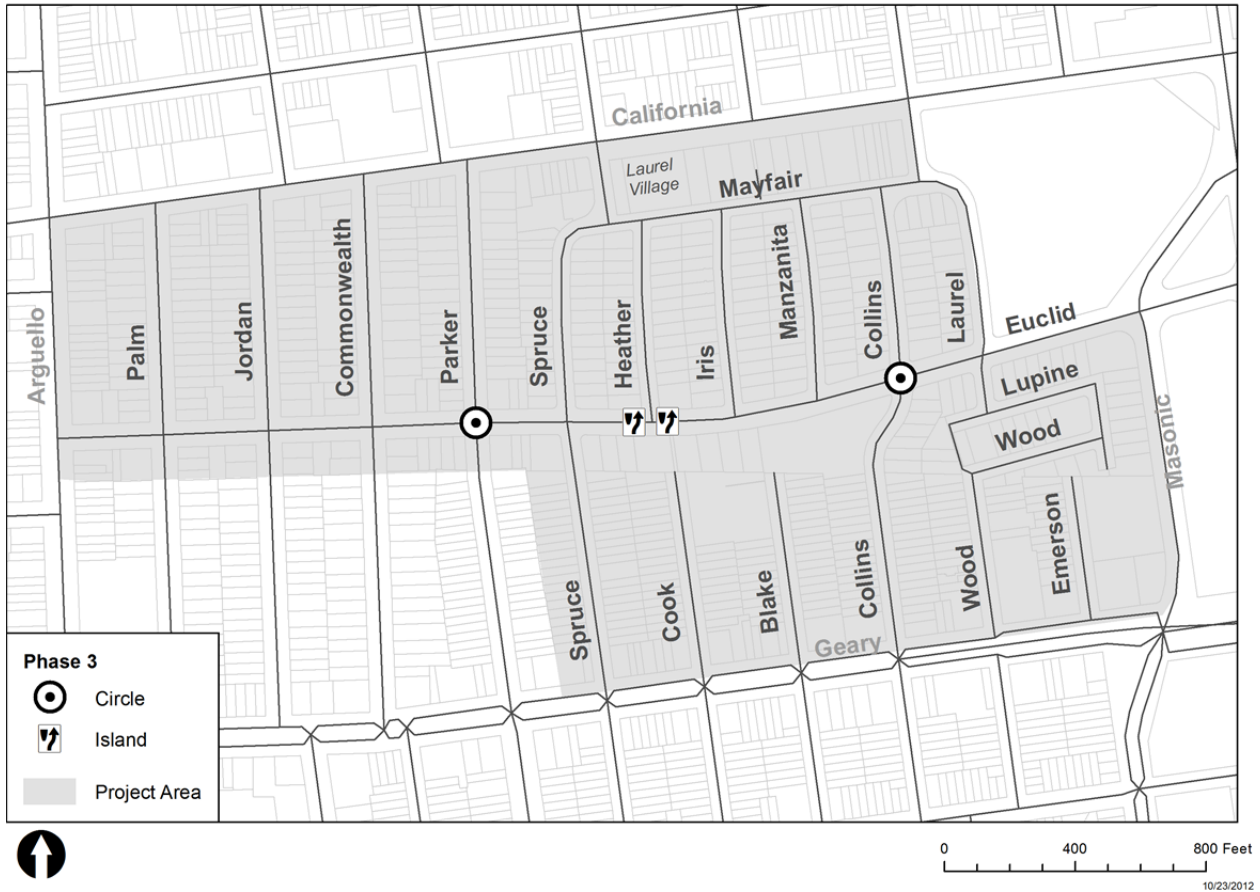 California
Laurel
Village
Mayfair
Arguello
Palm
Jordan
Commonwealth
Parker
Spruce
Heather
Iris
Manzanita
Collins
Laurel
Euclid
Lupine
Wood
Masonic
Spruce
Cook
Blake
Collins
Wood
Emerson
Geary
Phase 3
Circle
Island
Project Area
0 400 800 Feet
10/23/2012